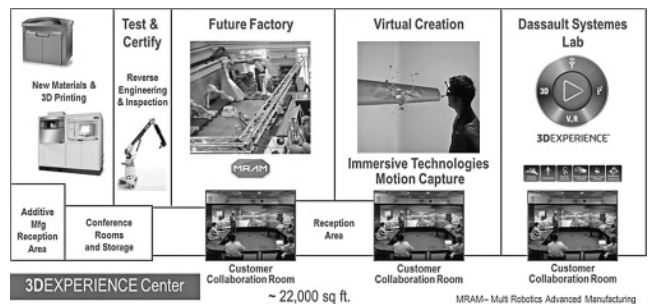 New Materials &
3D Printing
Test &
Certify
Reverse
Engineering
& Inspection
Future Factory
MRAM
Virtual Creation
Immersive Technologies
Motion Capture
Dassault Systemes
Lab
3D
V.R
3DEXPERIENCE
Additive
Mfg
Reception
Area
Conference
Rooms
and Storage
Customer
Collaboration Room
Reception
Area
Customer
Collaboration Room
Customer
Collaboration Room
3DEXPERIENCE Center
~ 22,000 sq ft.
MRAM – Multi Robotics Advanced Manufacturing